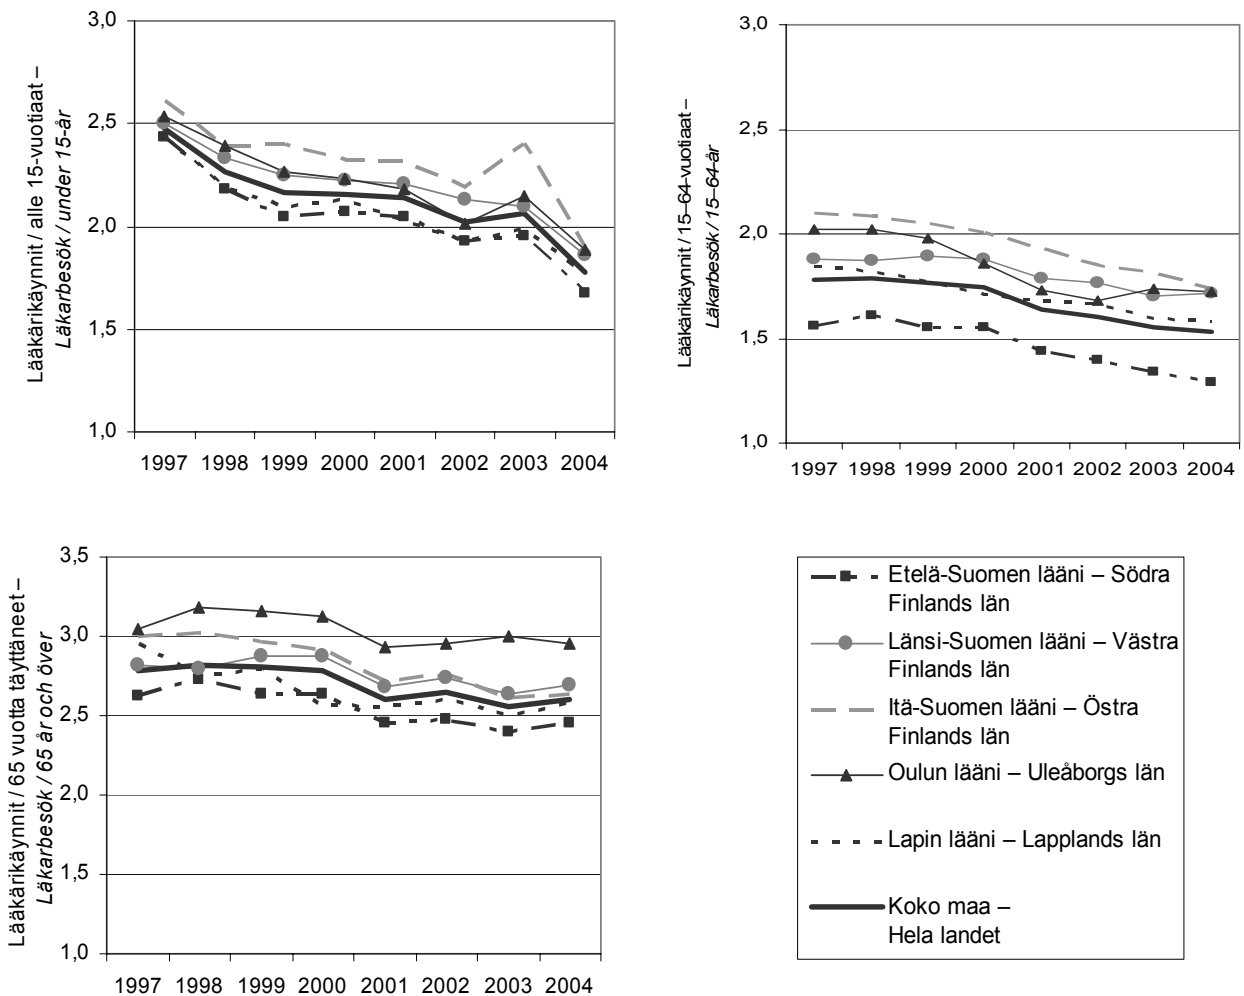 Lääkärikäynnit / alle 15-vuotiaat –
Läkarbesök / under 15-år
3,0
2,5
2,0
1,5
1,0
1997 1998 1999 2000 2001 2002 2003 2004
Lääkärikäynnit / 15–64-vuotiaat –
Läkarbesök / 15–64-år
3,0
2,5
2,0
1,5
1,0
1997 1998 1999 2000 2001 2002 2003 2004
Lääkärikäynnit / 65 vuotta täyttäneet –
Läkarbesök / 65 år och över
3,5
3,0
2,5
2,0
1,5
1,0
1997 1998 1999 2000 2001 2002 2003 2004
Etelä-Suomen lääni – Södra
Finlands län
Länsi-Suomen lääni – Västra
Finlands län
Itä-Suomen lääni – Östra
Finlands län
Oulun lääni – Uleåborgs län
Lapin lääni – Lapplands län
Koko maa –
Hela landet